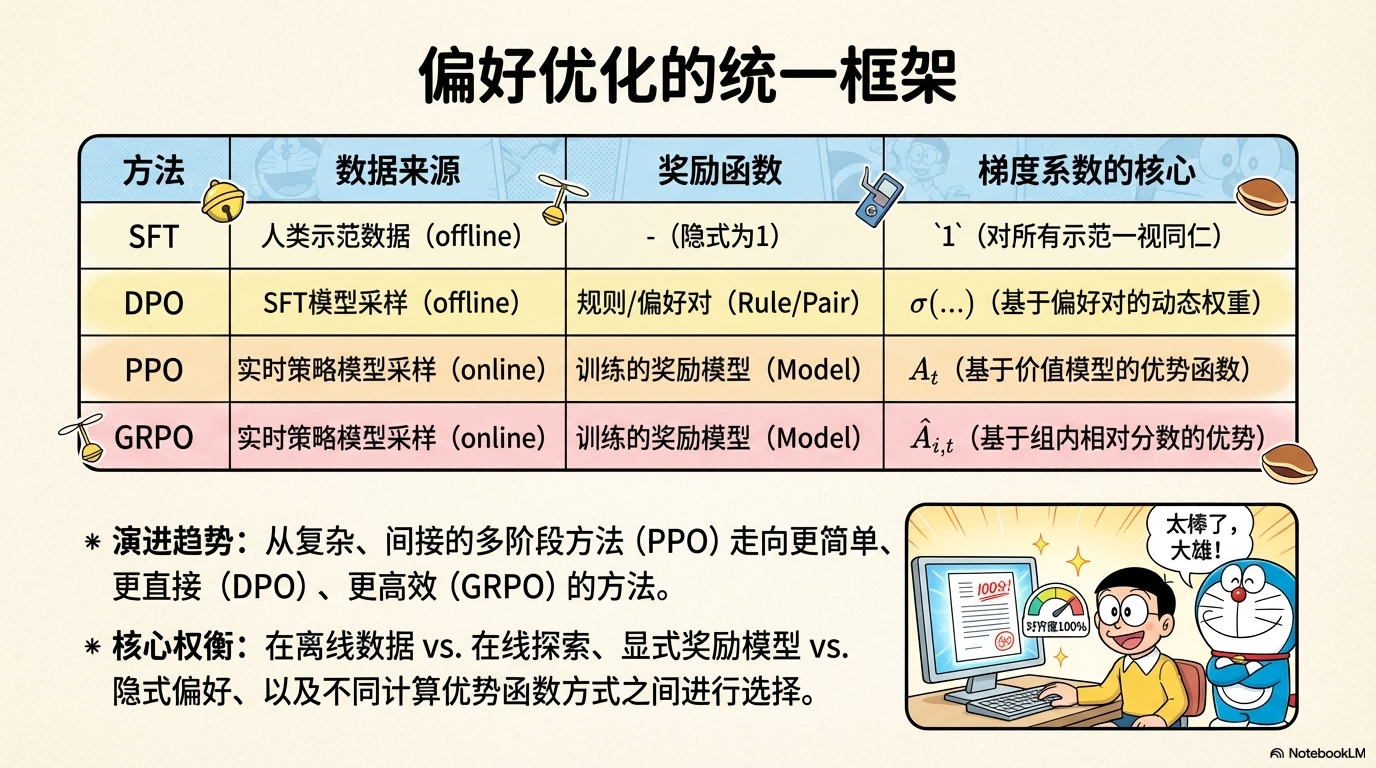 偏好优化的统一框架
方法 数据来源 奖励函数 梯度系数的核心
SFT 人类示范数据（offline） -（隐式为1） `1`（对所有示范一视同仁）
DPO SFT模型采样（offline） 规则/偏好对（Rule/Pair） σ(...)（基于偏好对的动态权重）
PPO 实时策略模型采样（online） 训练的奖励模型（Model） A_t（基于价值模型的优势函数）
GRPO 实时策略模型采样（online） 训练的奖励模型（Model） Â_{i,t}（基于组内相对分数的优势）
* 演进趋势：从复杂、间接的多阶段方法（PPO）走向更简单、
更直接（DPO）、更高效（GRPO）的方法。
* 核心权衡：在离线数据 vs. 在线探索、显式奖励模型 vs.
隐式偏好、以及不同计算优势函数方式之间进行选择。
太棒了，
大雄！
100分!
100%
NotebookLM